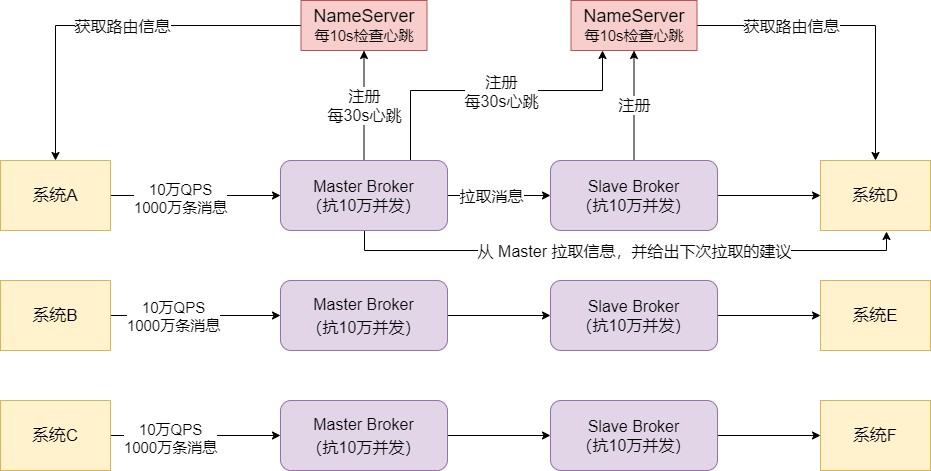 获取路由信息
NameServer
每10s检查心跳
NameServer
每10s检查心跳
获取路由信息
注册
每30s心跳
注册
每30s心跳
注册
系统A
10万QPS
1000万条消息
Master Broker
（抗10万并发）
拉取消息
Slave Broker
（抗10万并发）
系统D
从 Master 拉取信息，并给出下次拉取的建议
系统B
10万QPS
1000万条消息
Master Broker
（抗10万并发）
Slave Broker
（抗10万并发）
系统E
系统C
10万QPS
1000万条消息
Master Broker
（抗10万并发）
Slave Broker
（抗10万并发）
系统F